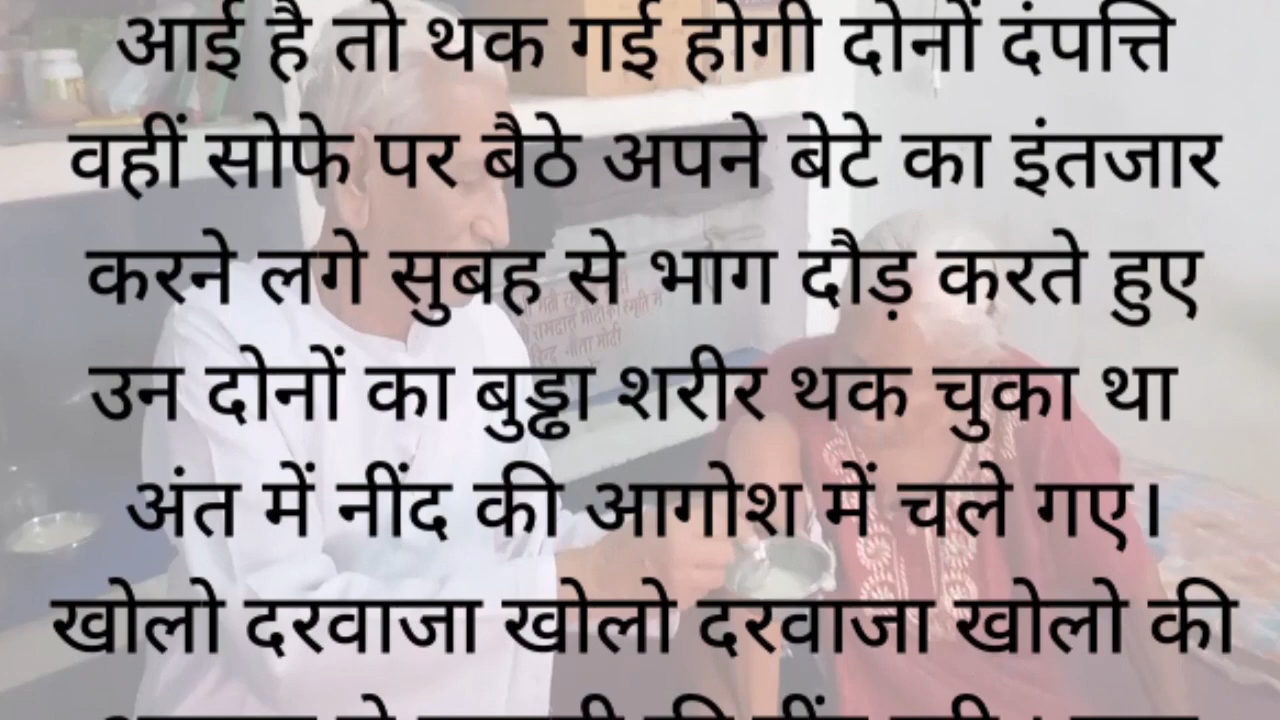 आई है तो थक गई होगी दोनों दंपत्ति
वहीं सोफे पर बैठे अपने बेटे का इंतजार
करने लगे सुबह से भाग दौड़ करते हुए
उन दोनों का बुड्ढा शरीर थक चुका था
अंत में नींद की आगोश में चले गए।
खोलो दरवाजा खोलो दरवाजा खोलो की